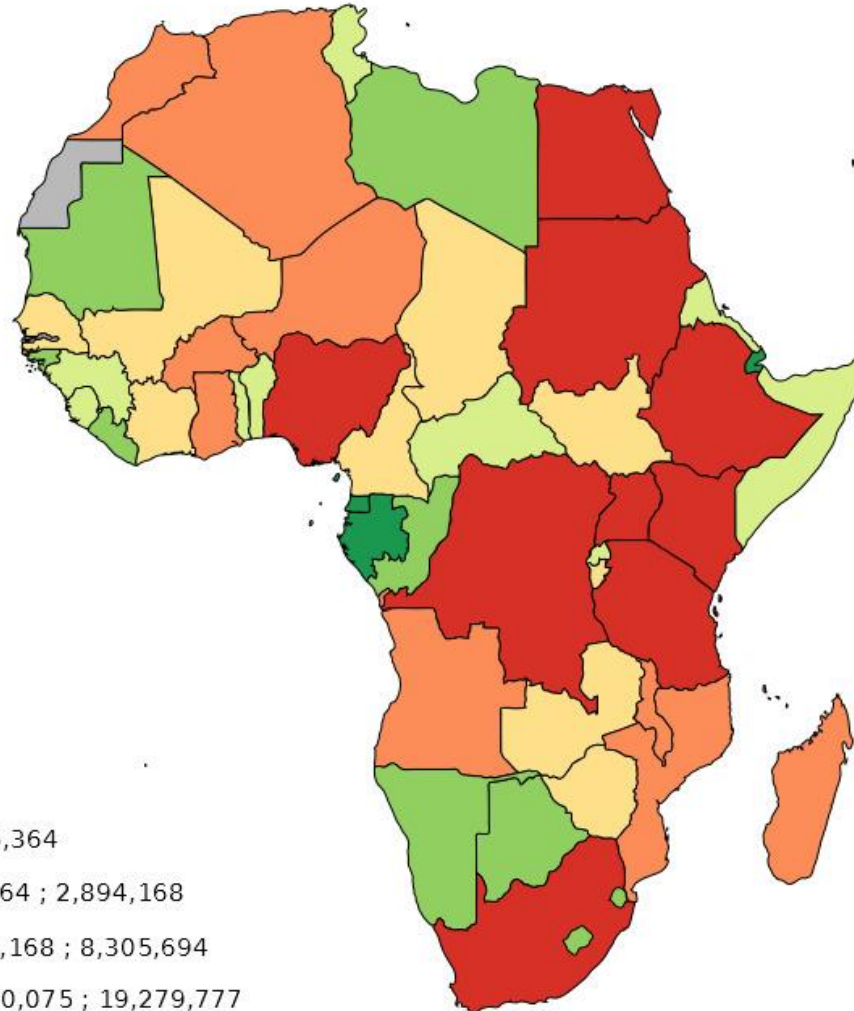 ,364
64 ; 2,894,168
,168 ; 8,305,694
0,075 ; 19,279,777